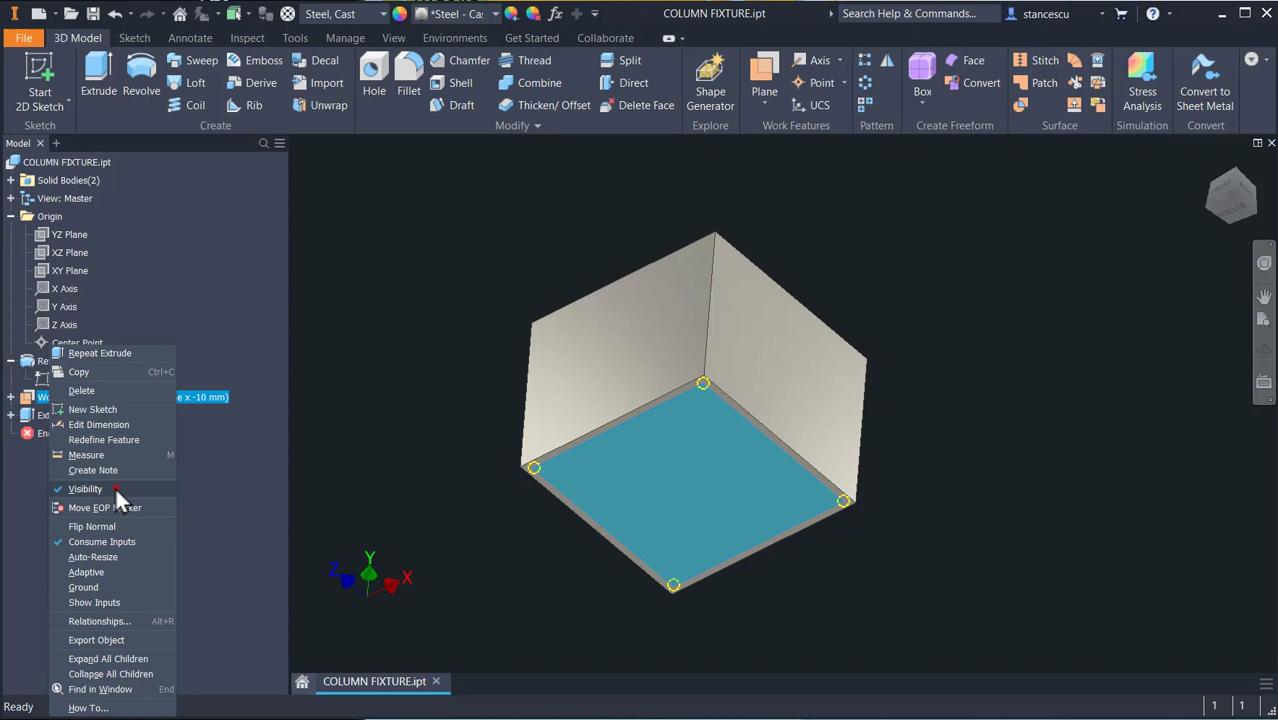 Steel, Cast
*Steel - Cas
COLUMN FIXTURE.ipt
Search Help & Commands...
stancescu
File
3D Model
Sketch
Annotate
Inspect
Tools
Manage
View
Environments
Get Started
Collaborate
Start
2D Sketch
Extrude
Revolve
Sweep
Emboss
Decal
Loft
Derive
Import
Coil
Rib
Unwrap
Hole
Fillet
Chamfer
Thread
Split
Shell
Combine
Direct
Draft
Thicken/ Offset
Delete Face
Shape
Generator
Plane
Axis
Point
UCS
Box
Face
Convert
Stitch
Patch
Stress
Analysis
Convert to
Sheet Metal
Sketch
Create
Modify
Explore
Work Features
Pattern
Create Freeform
Surface
Simulation
Convert
Model
COLUMN FIXTURE.ipt
Solid Bodies(2)
View: Master
Origin
YZ Plane
XZ Plane
XY Plane
X Axis
Y Axis
Z Axis
Center Point
Repeat Extrude
Copy Ctrl+C
Delete
e x -10 mm)
New Sketch
Edit Dimension
Redefine Feature
Measure M
Create Note
Visibility
Flip Normal
Consume Inputs
Auto-Resize
Adaptive
Ground
Show Inputs
Relationships... Alt+R
Export Object
Expand All Children
Collapse All Children
Find in Window End
How To...
Z
Y
X
COLUMN FIXTURE.ipt
Ready
1 1